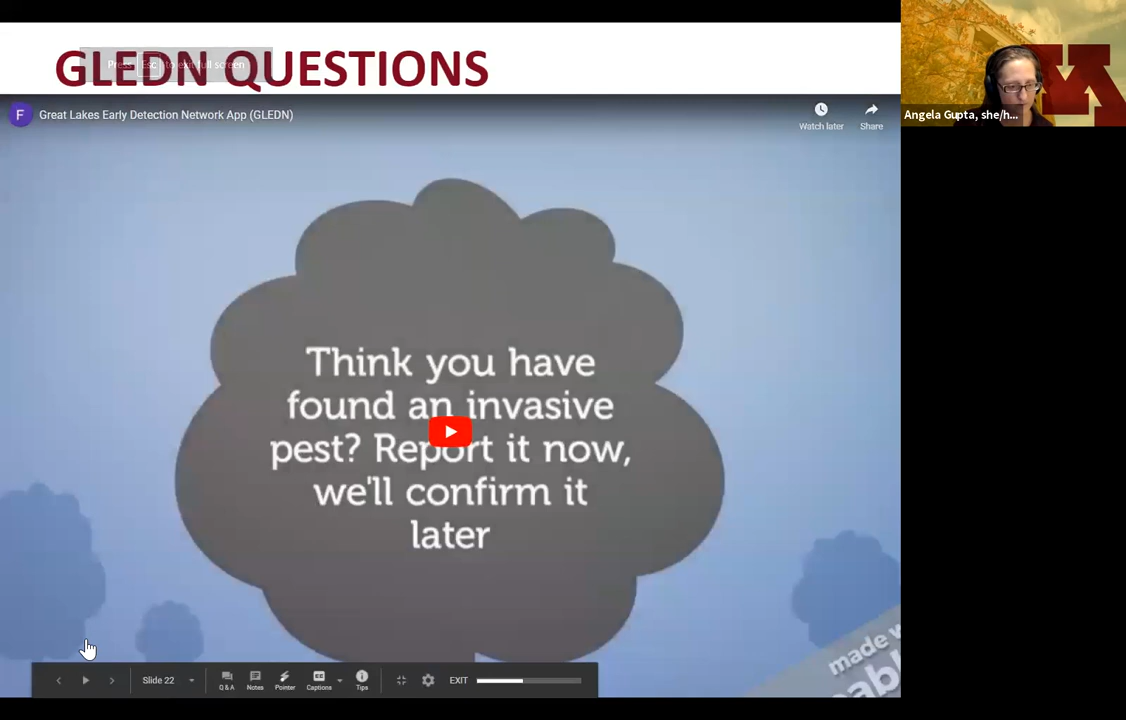 GLEDN QUESTIONS
Press Esc to exit full screen
F
Great Lakes Early Detection Network App (GLEDN)
Watch later
Share
Angela Gupta, she/h...
M
Think you have
found an invasive
pest? Report it now,
we'll confirm it
later
made
Slide 22
Q & A
Notes
Pointer
Captions
Tips
EXIT